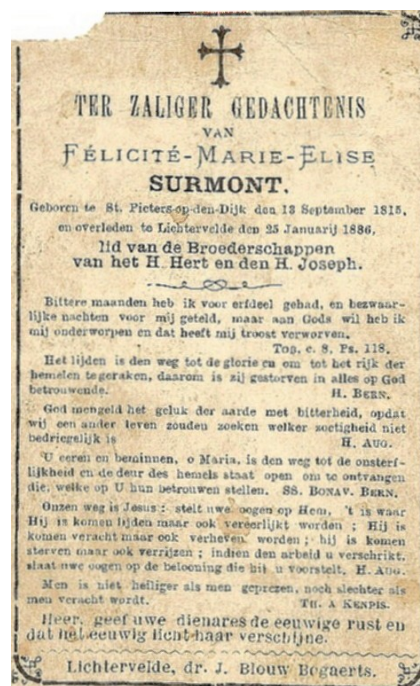 TER ZALIGER GEDACHTENIS
VAN
FÉLICITÉ-MARIE-ELISE
SURMONT,
Geboren te St. Pieters-op-den-Dijk den 13 September 1815,
en overleden te Lichtervelde den 25 Januarij 1886,
lid van de Broederschappen
van het H. Hert en den H. Joseph.
Bittere maanden heb ik voor erfdeel gehad, en bezwaar-
lijke nachten voor mij geteld, maar aan Gods wil heb ik
mij onderworpen en dat heeft mij troost verworven.
Tob. c. 8, Ps. 118.
Het lijden is den weg tot de glorie en om tot het rijk der
hemelen te geraken, daarom is zij gestorven in alles op God
betrouwende. H. BERN.
God mengeld het geluk der aarde met bitterheid, opdat
wij een ander leven zouden zoeken welker zoetigheid niet
bedriegelijk is H. AUG.
U eeren en beminnen, o Maria, is den weg tot de onsterf-
lijkheid en de deur des hemels staat open om te ontvangen
die, welke op U hun betrouwen stellen. SS. BONAV. BERN.
Onzen weg is Jesus: stelt uwe oogen op Hem, 't is waar
Hij is komen lijden maar ook vereerlijkt worden; Hij is
komen veracht maar ook verheven worden; hij is komen
sterven maar ook verrijzen; indien den arbeid u verschrikt,
slaat uwe oogen op de belooning die hij u voorstelt. H. AUG.
Men is niet heiliger als men geprezen, noch slechter als
men veracht wordt. TH. A KENPIS.
Heer, geef uwe dienares de eeuwige rust en
dat het eeuwig licht haar verschijne.
Lichtervelde, dr. J. Blouw Bogaerts.